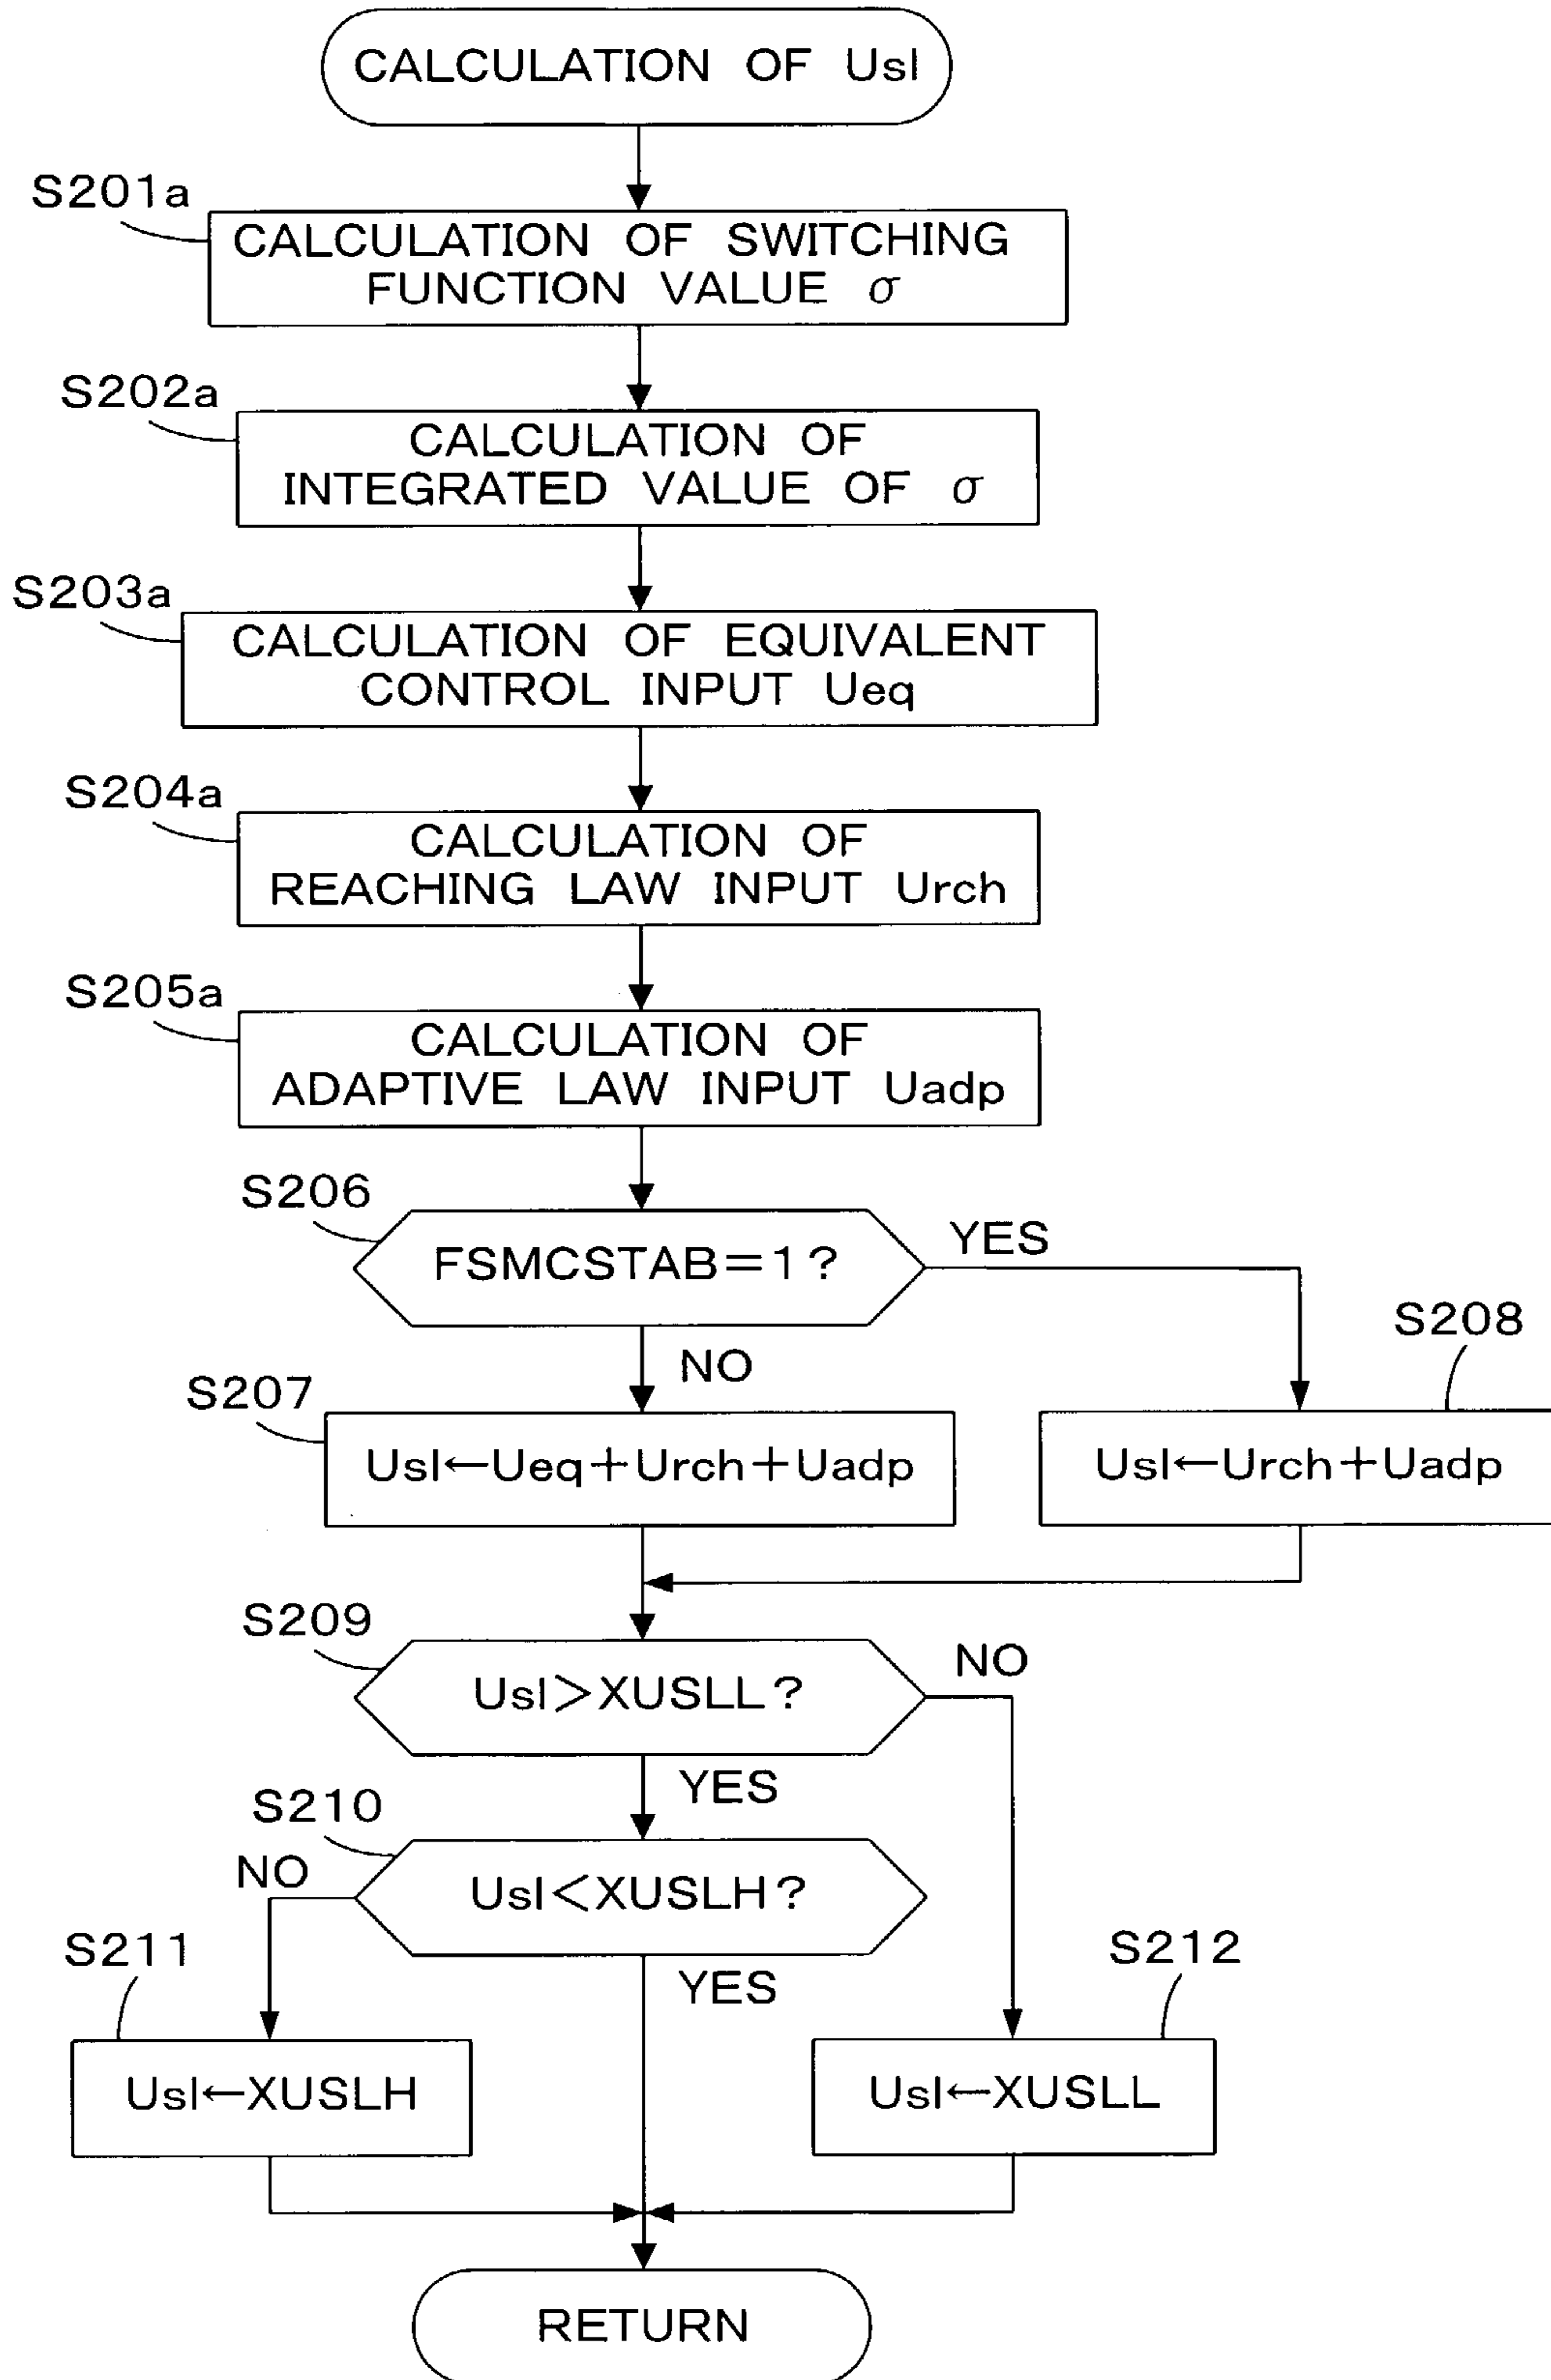 CALCULATION OF Usl
S201a
CALCULATION OF SWITCHING
FUNCTION VALUE σ
S202a
CALCULATION OF
INTEGRATED VALUE OF σ
S203a
CALCULATION OF EQUIVALENT
CONTROL INPUT Ueq
S204a
CALCULATION OF
REACHING LAW INPUT Urch
S205a
CALCULATION OF
ADAPTIVE LAW INPUT Uadp
S206
FSMCSTAB=1?
YES
NO
S207
Usl←Ueq+Urch+Uadp
S208
Usl←Urch+Uadp
S209
Usl>XUSLL?
NO
YES
S210
Usl<XUSLH?
NO
YES
S211
Usl←XUSLH
S212
Usl←XUSLL
RETURN